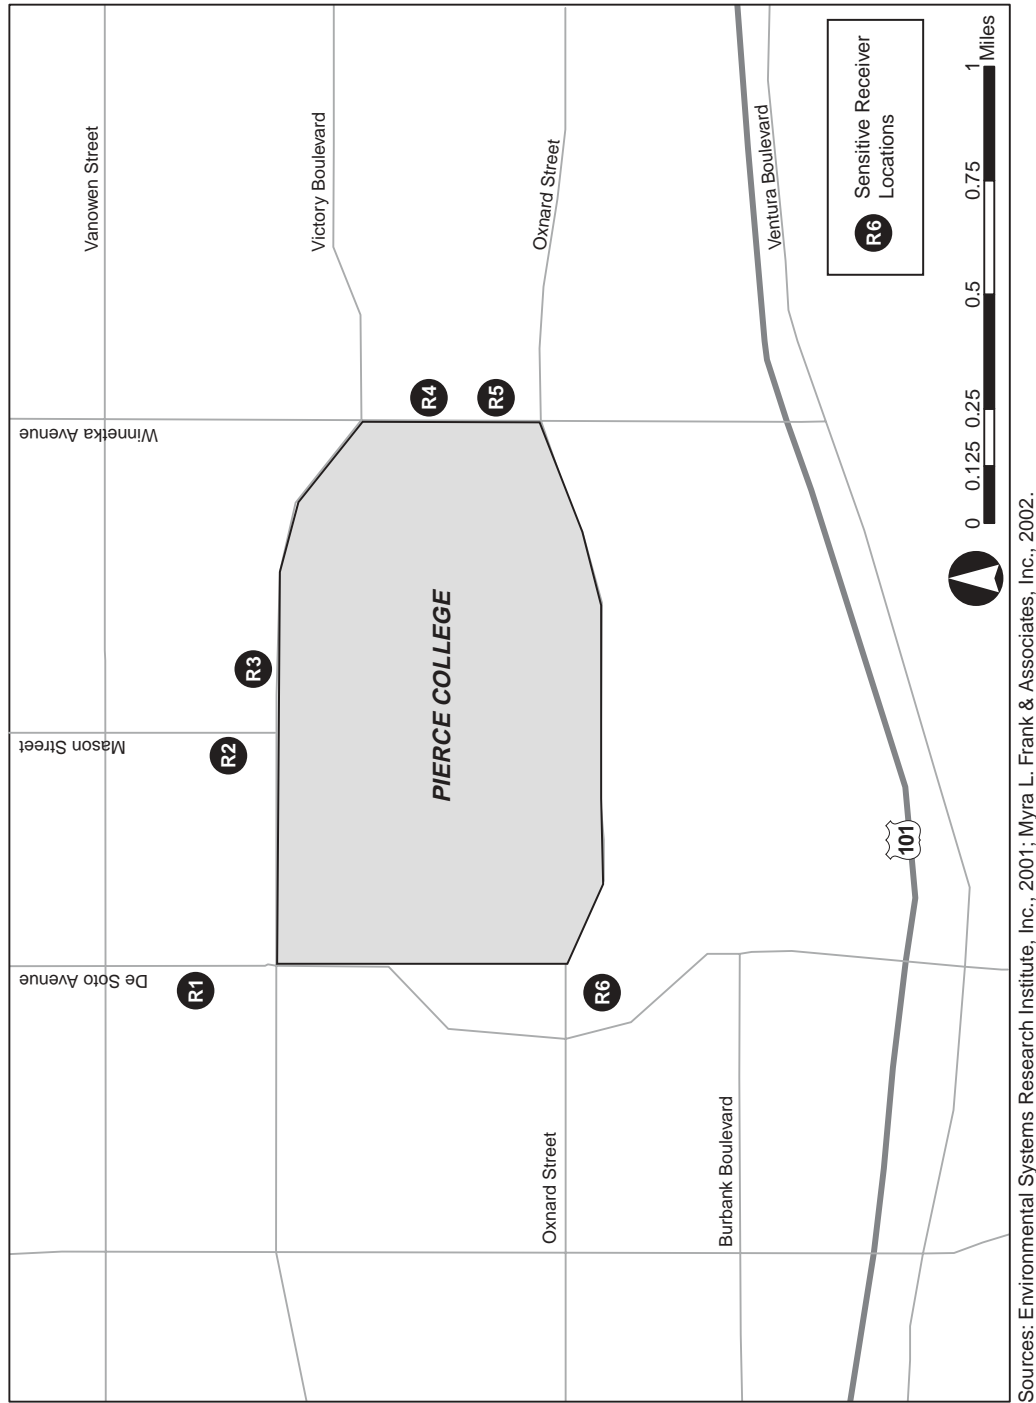 Vanowen Street
Victory Boulevard
Oxnard Street
Ventura Boulevard
Winnetka Avenue
Mason Street
De Soto Avenue
R1
R2
R3
R4
R5
R6
PIERCE COLLEGE
Oxnard Street
Burbank Boulevard
101
R6
Sensitive Receiver
Locations
0 0.125 0.25 0.5 0.75 1
Miles
Sources: Environmental Systems Research Institute, Inc., 2001; Myra L. Frank & Associates, Inc., 2002.